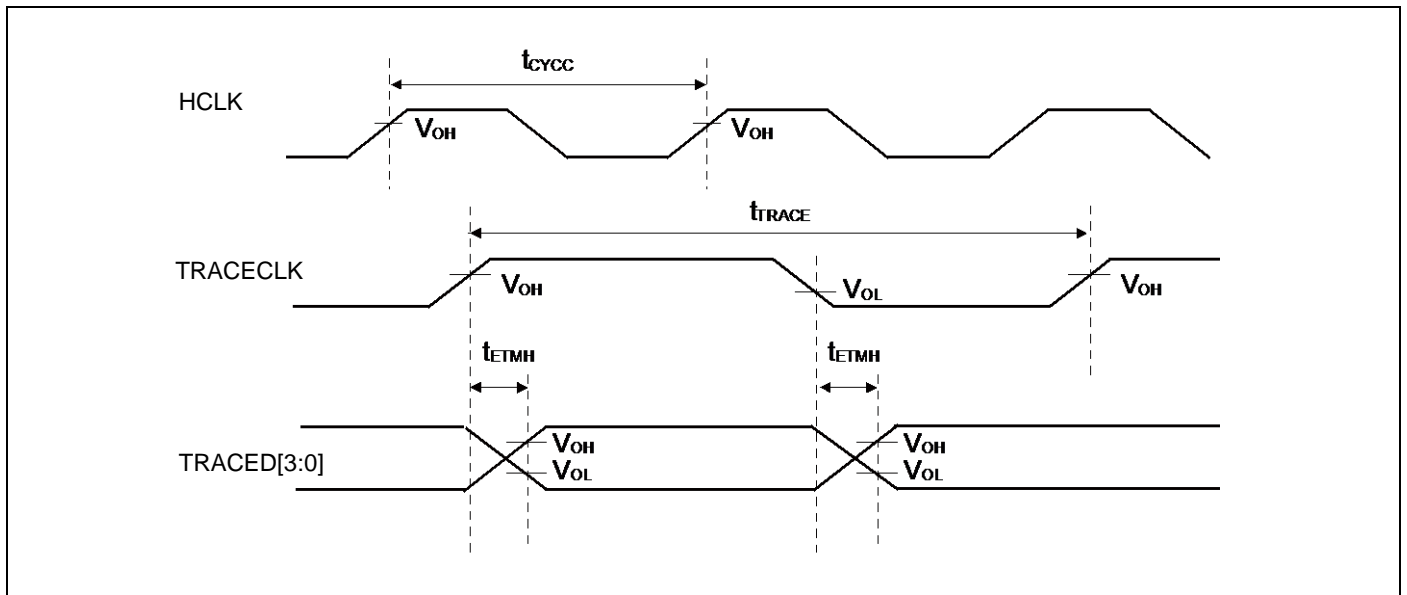 tCYCC
HCLK
VOH VOH
tTRACE
TRACECLK
VOH VOL VOH
tETMH tETMH
TRACED[3:0]
VOH VOH
VOL VOL